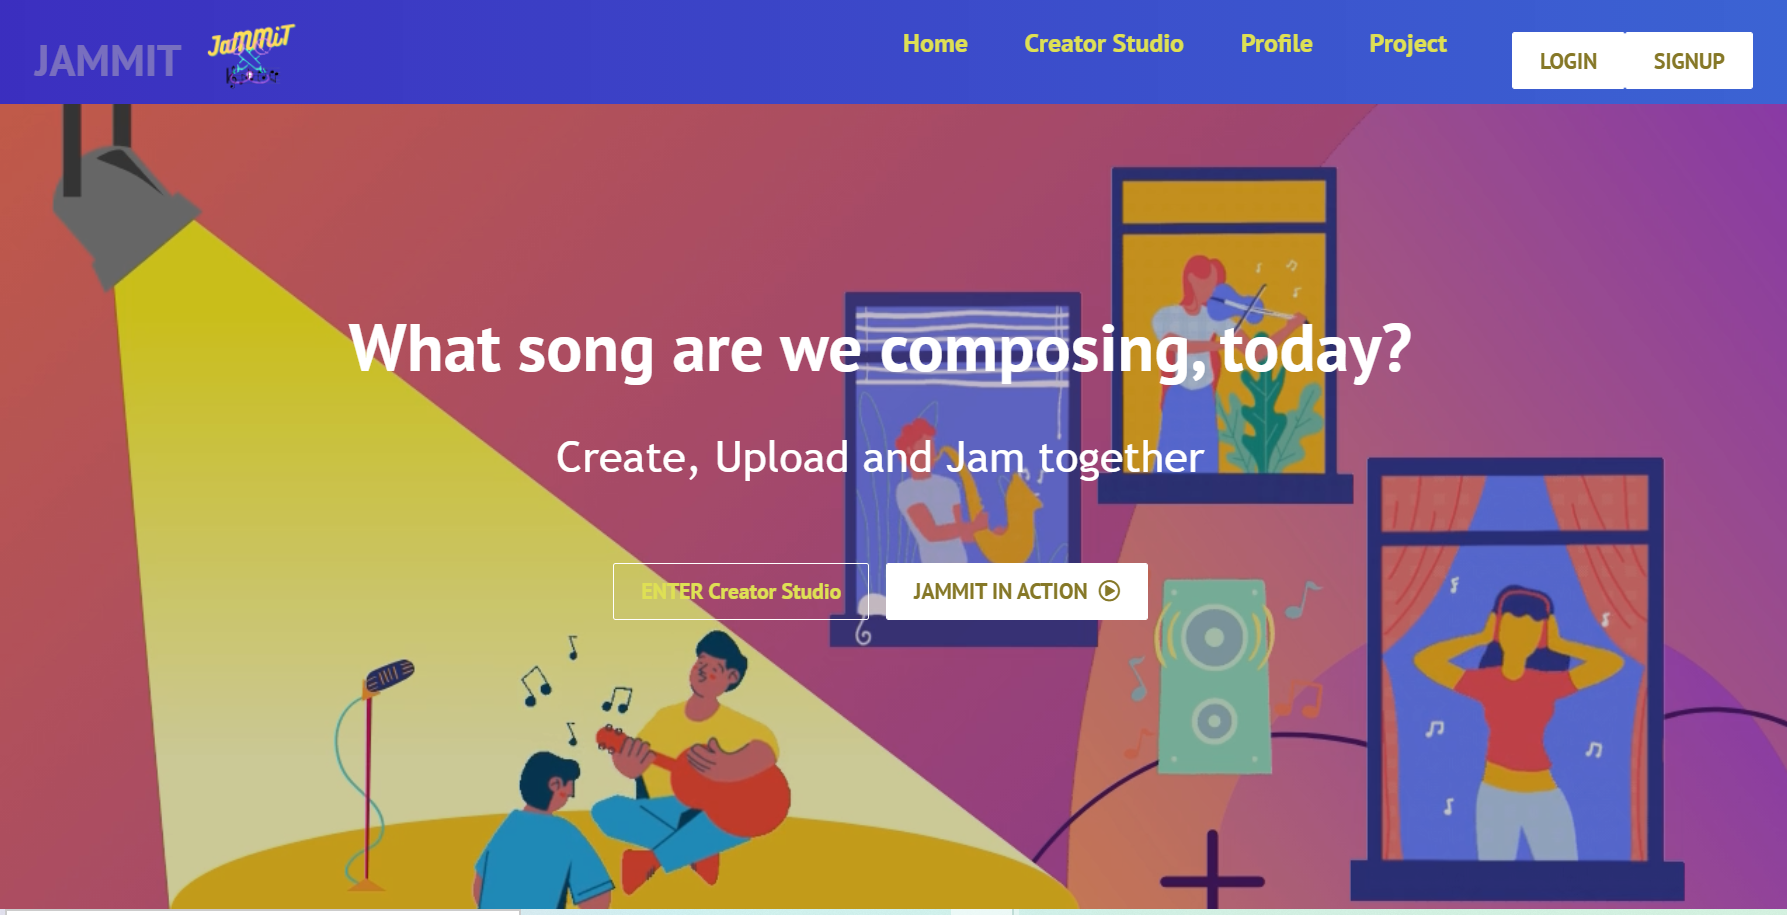 JAMMIT
JaMMiT
Home
Creator Studio
Profile
Project
LOGIN
SIGNUP
What song are we composing, today?
Create, Upload and Jam together
ENTER Creator Studio
JAMMIT IN ACTION